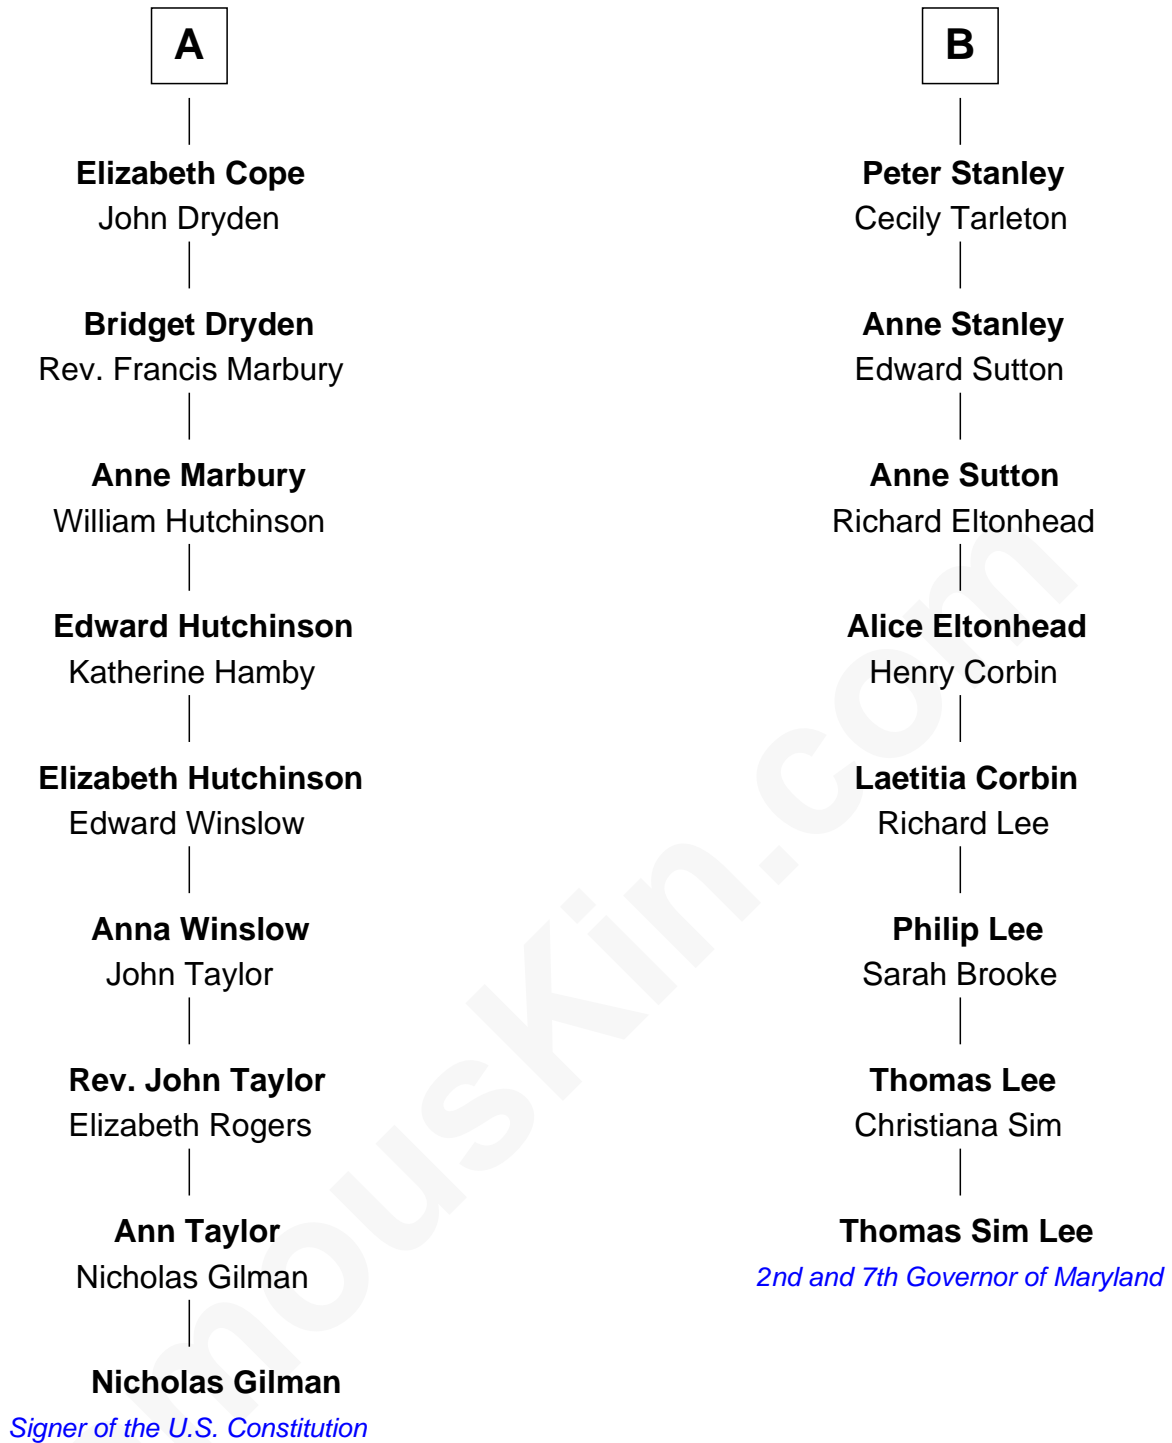 A
Elizabeth Cope
John Dryden
Bridget Dryden
Rev. Francis Marbury
Anne Marbury
William Hutchinson
Edward Hutchinson
Katherine Hamby
Elizabeth Hutchinson
Edward Winslow
Anna Winslow
John Taylor
Rev. John Taylor
Elizabeth Rogers
Ann Taylor
Nicholas Gilman
Nicholas Gilman
Signer of the U.S. Constitution
B
Peter Stanley
Cecily Tarleton
Anne Stanley
Edward Sutton
Anne Sutton
Richard Eltonhead
Alice Eltonhead
Henry Corbin
Laetitia Corbin
Richard Lee
Philip Lee
Sarah Brooke
Thomas Lee
Christiana Sim
Thomas Sim Lee
2nd and 7th Governor of Maryland
mousKin.com